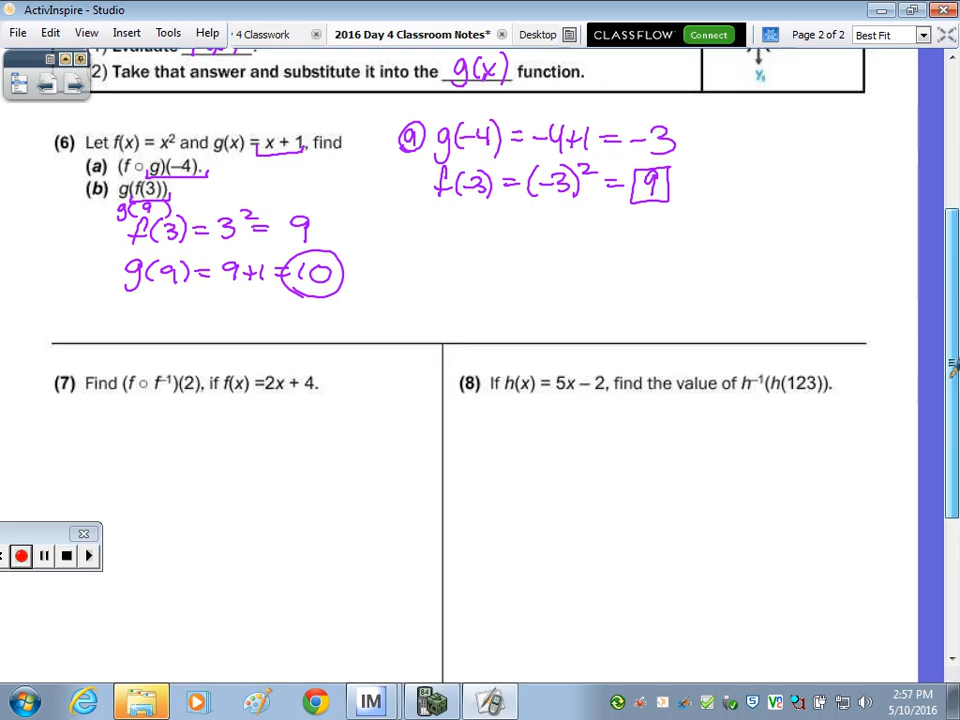 ActivInspire - Studio
File Edit View Tools Help 4 Classwork 2016 Day 4 Classroom Notes* Desktop CLASSFLOW Connect Page 2 of 2 Best Fit
2) Take that answer and substitute it into the g(x) function.
y₉
(6) Let f(x) = x² and g(x) = x + 1, find
(a) (f ○ g)(−4).
(b) g(f(3))
g(9)
f(3) = 3² = 9
g(9) = 9+1 = 10
(a) g(-4) = -4+1 = -3
f(-3) = (-3)² = 9
(7) Find (f ○ f⁻¹)(2), if f(x) =2x + 4.
(8) If h(x) = 5x – 2, find the value of h⁻¹(h(123)).
84
IM
V2
2:57 PM
5/10/2016